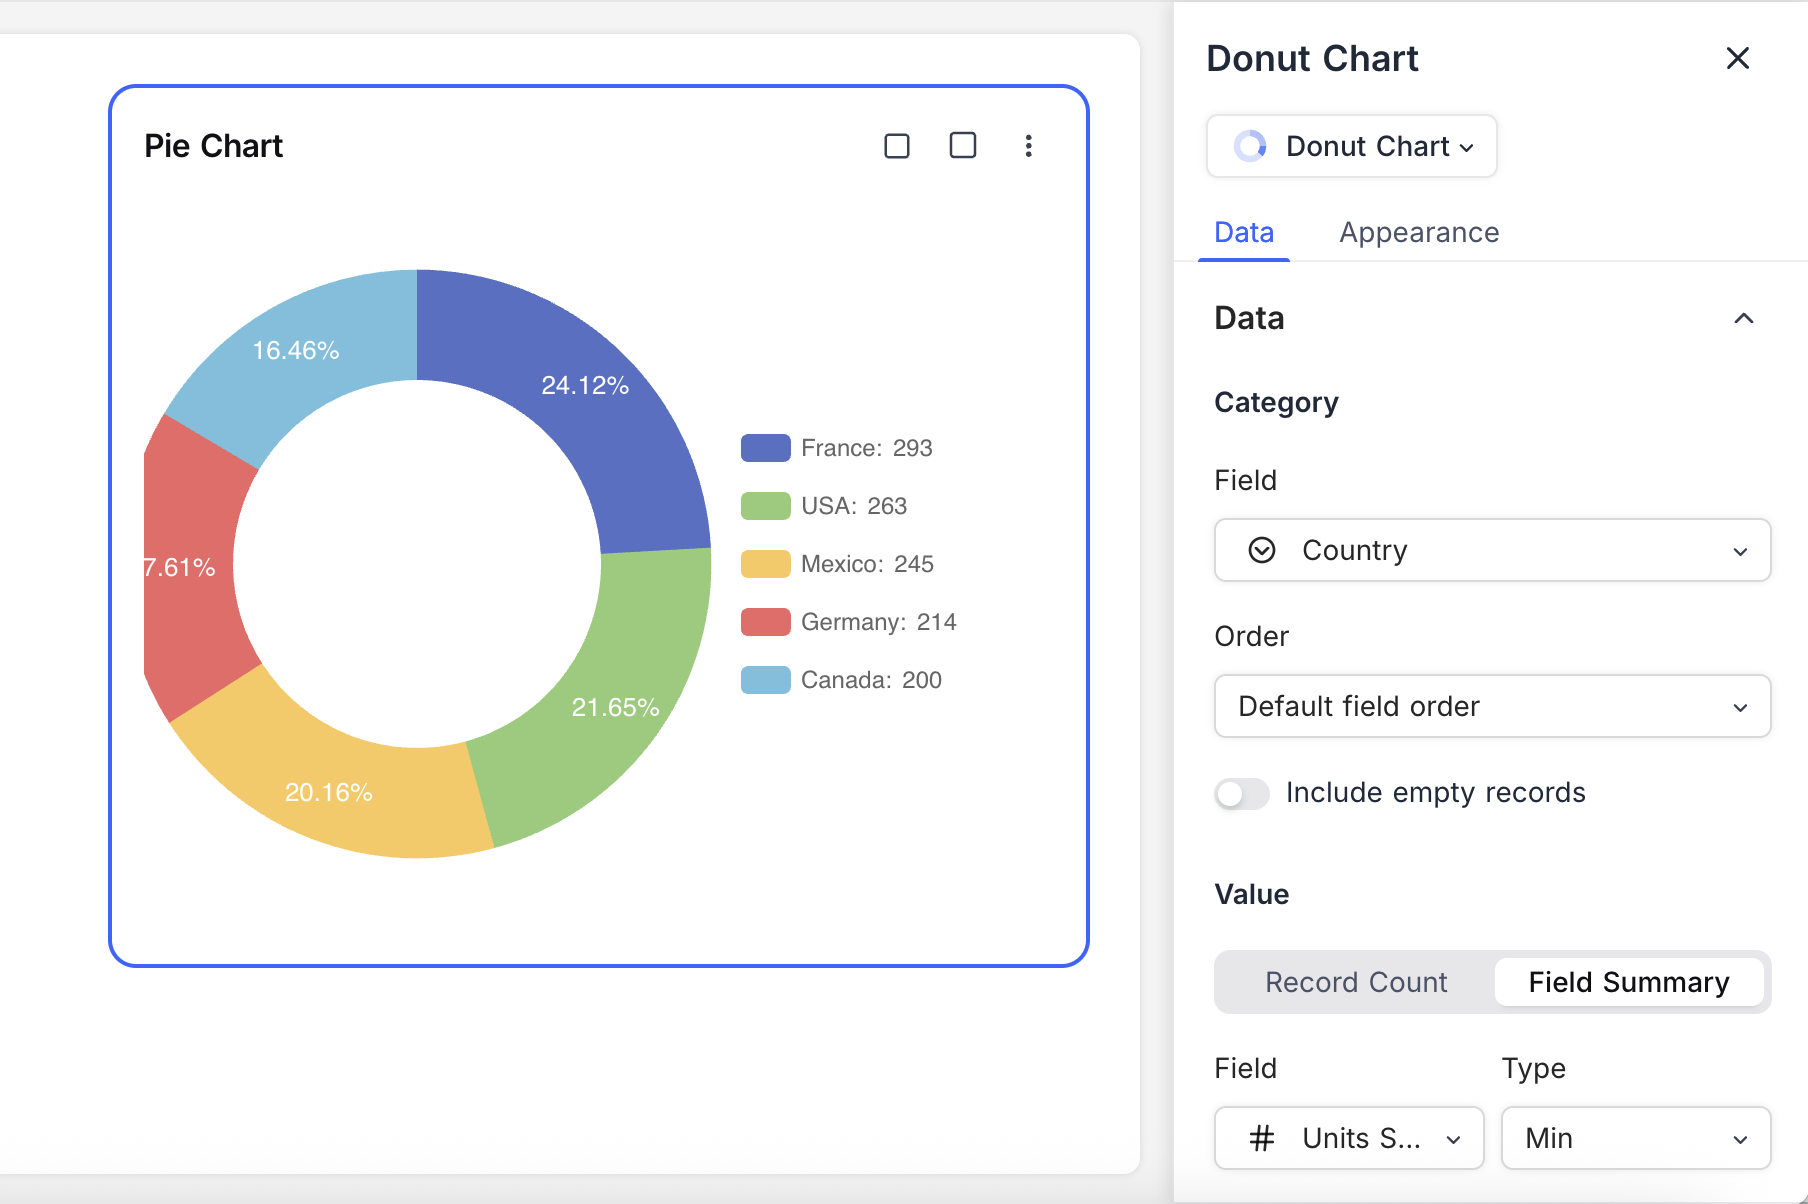 Pie Chart
16.46%
24.12%
7.61%
21.65%
20.16%
France: 293
USA: 263
Mexico: 245
Germany: 214
Canada: 200
Donut Chart
Donut Chart
Data Appearance
Data
Category
Field
Country
Order
Default field order
Include empty records
Value
Record Count Field Summary
Field Type
Units S... Min